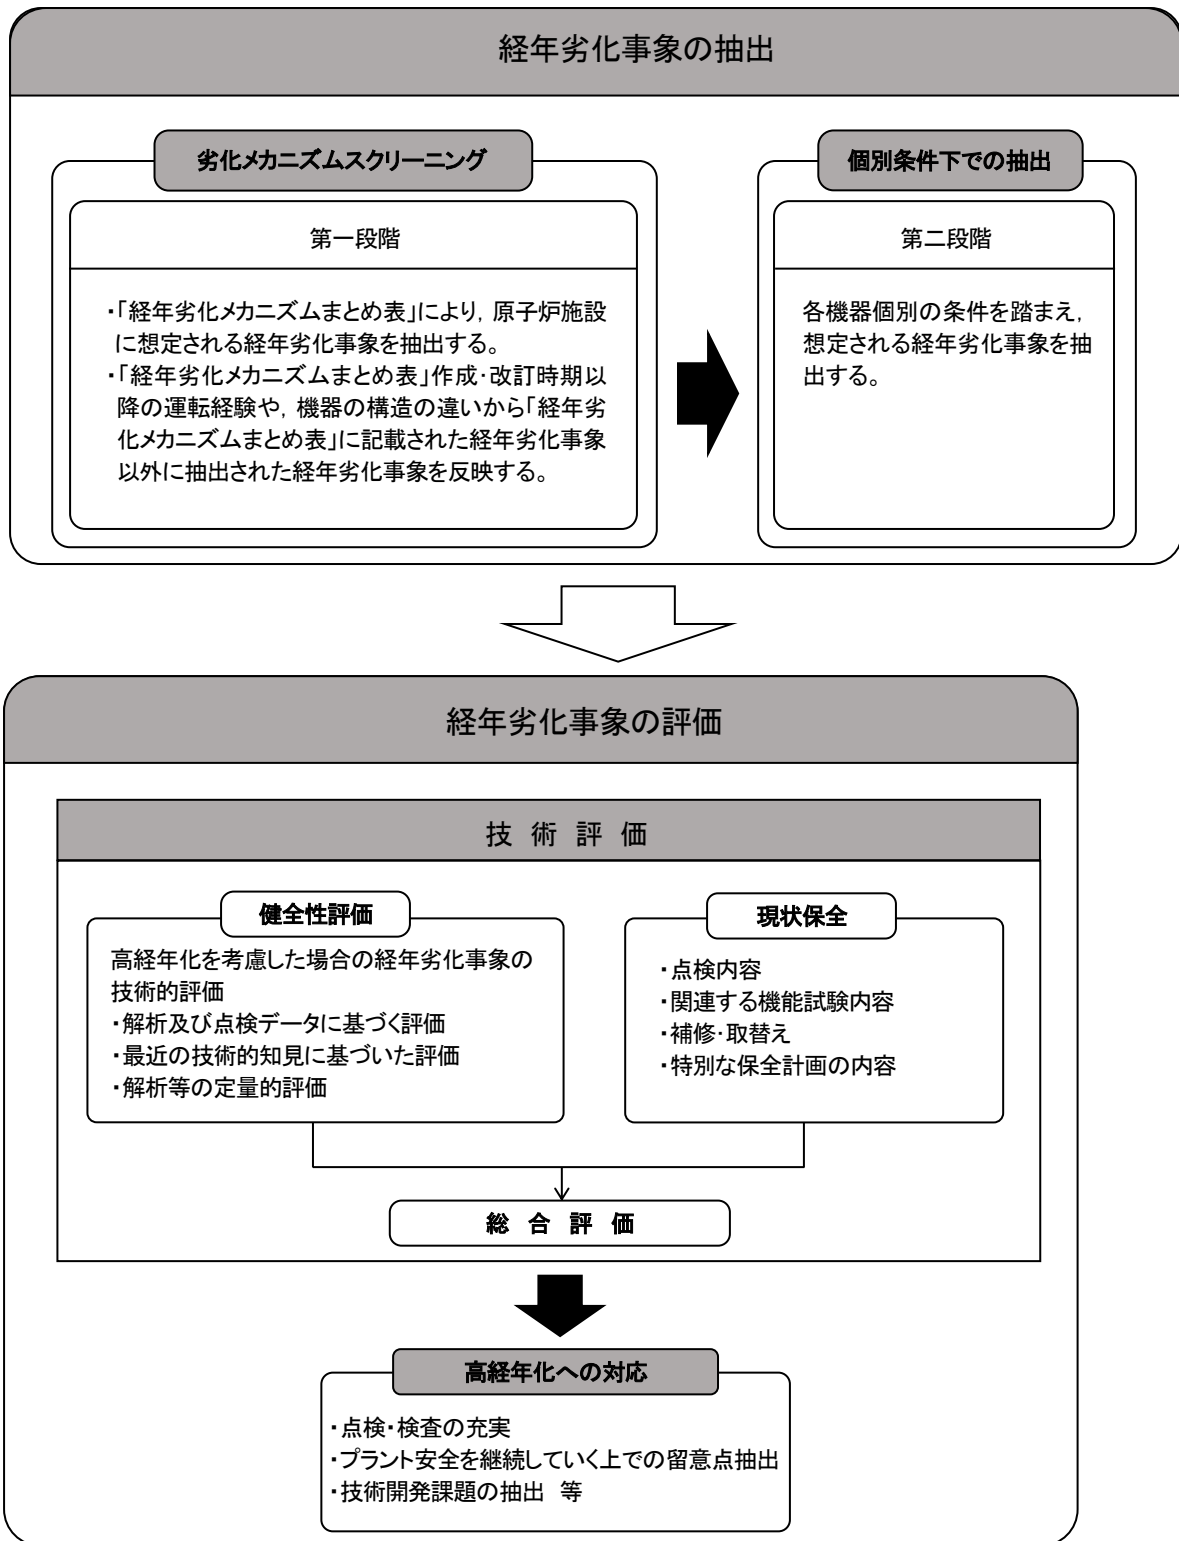 経年劣化事象の抽出
劣化メカニズムスクリーニング
第一段階
・「経年劣化メカニズムまとめ表」により，原子炉施設
に想定される経年劣化事象を抽出する。
・「経年劣化メカニズムまとめ表」作成・改訂時期以
降の運転経験や，機器の構造の違いから「経年劣
化メカニズムまとめ表」に記載された経年劣化事象
以外に抽出された経年劣化事象を反映する。
個別条件下での抽出
第二段階
各機器個別の条件を踏まえ，
想定される経年劣化事象を抽
出する。
経年劣化事象の評価
技 術 評 価
健全性評価
高経年化を考慮した場合の経年劣化事象の
技術的評価
・解析及び点検データに基づく評価
・最近の技術的知見に基づいた評価
・解析等の定量的評価
現状保全
・点検内容
・関連する機能試験内容
・補修・取替え
・特別な保全計画の内容
総 合 評 価
高経年化への対応
・点検・検査の充実
・プラント安全を継続していく上での留意点抽出
・技術開発課題の抽出 等